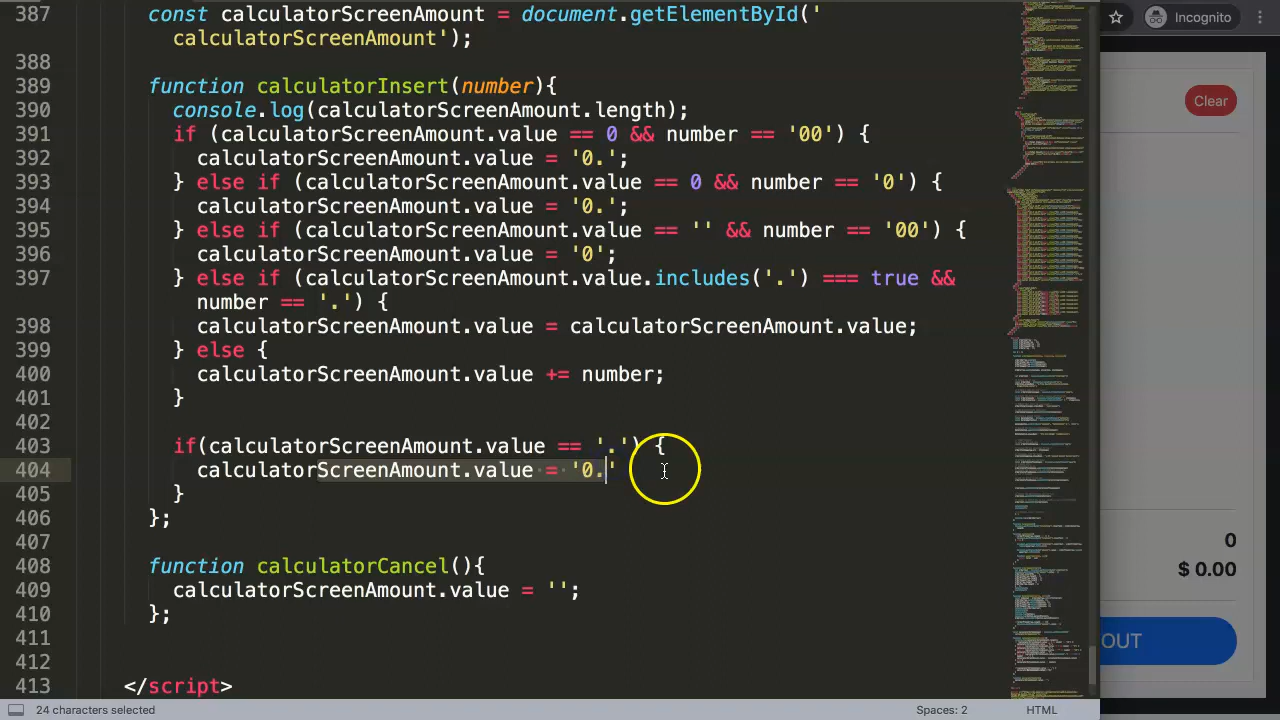 387 const calculatorScreenAmount = document.getElementById('
calculatorScreenAmount');
388
389 function calculatorInsert(number){
390 console.log(calculatorScreenAmount.length);
391 if (calculatorScreenAmount.value == 0 && number == '00') {
392 calculatorScreenAmount.value = '0.';
393 } else if (calculatorScreenAmount.value == 0 && number == '0') {
394 calculatorScreenAmount.value = '0.';
395 } else if (calculatorScreenAmount.value == '' && number == '00') {
396 calculatorScreenAmount.value = '0';
397 } else if (calculatorScreenAmount.value.includes('.') === true &&
number == '.') {
398 calculatorScreenAmount.value = calculatorScreenAmount.value;
399 } else {
400 calculatorScreenAmount.value += number;
401 }
402
403 if(calculatorScreenAmount.value == '.') {
404 calculatorScreenAmount.value = '0.'
405 }
406 };
407
408 function calculatorCancel(){
409 calculatorScreenAmount.value = '';
410 };
411
412
413 </script>
24 characters selected
Spaces: 2
HTML
Incognito
Clear
0
$ 0.00
OUT